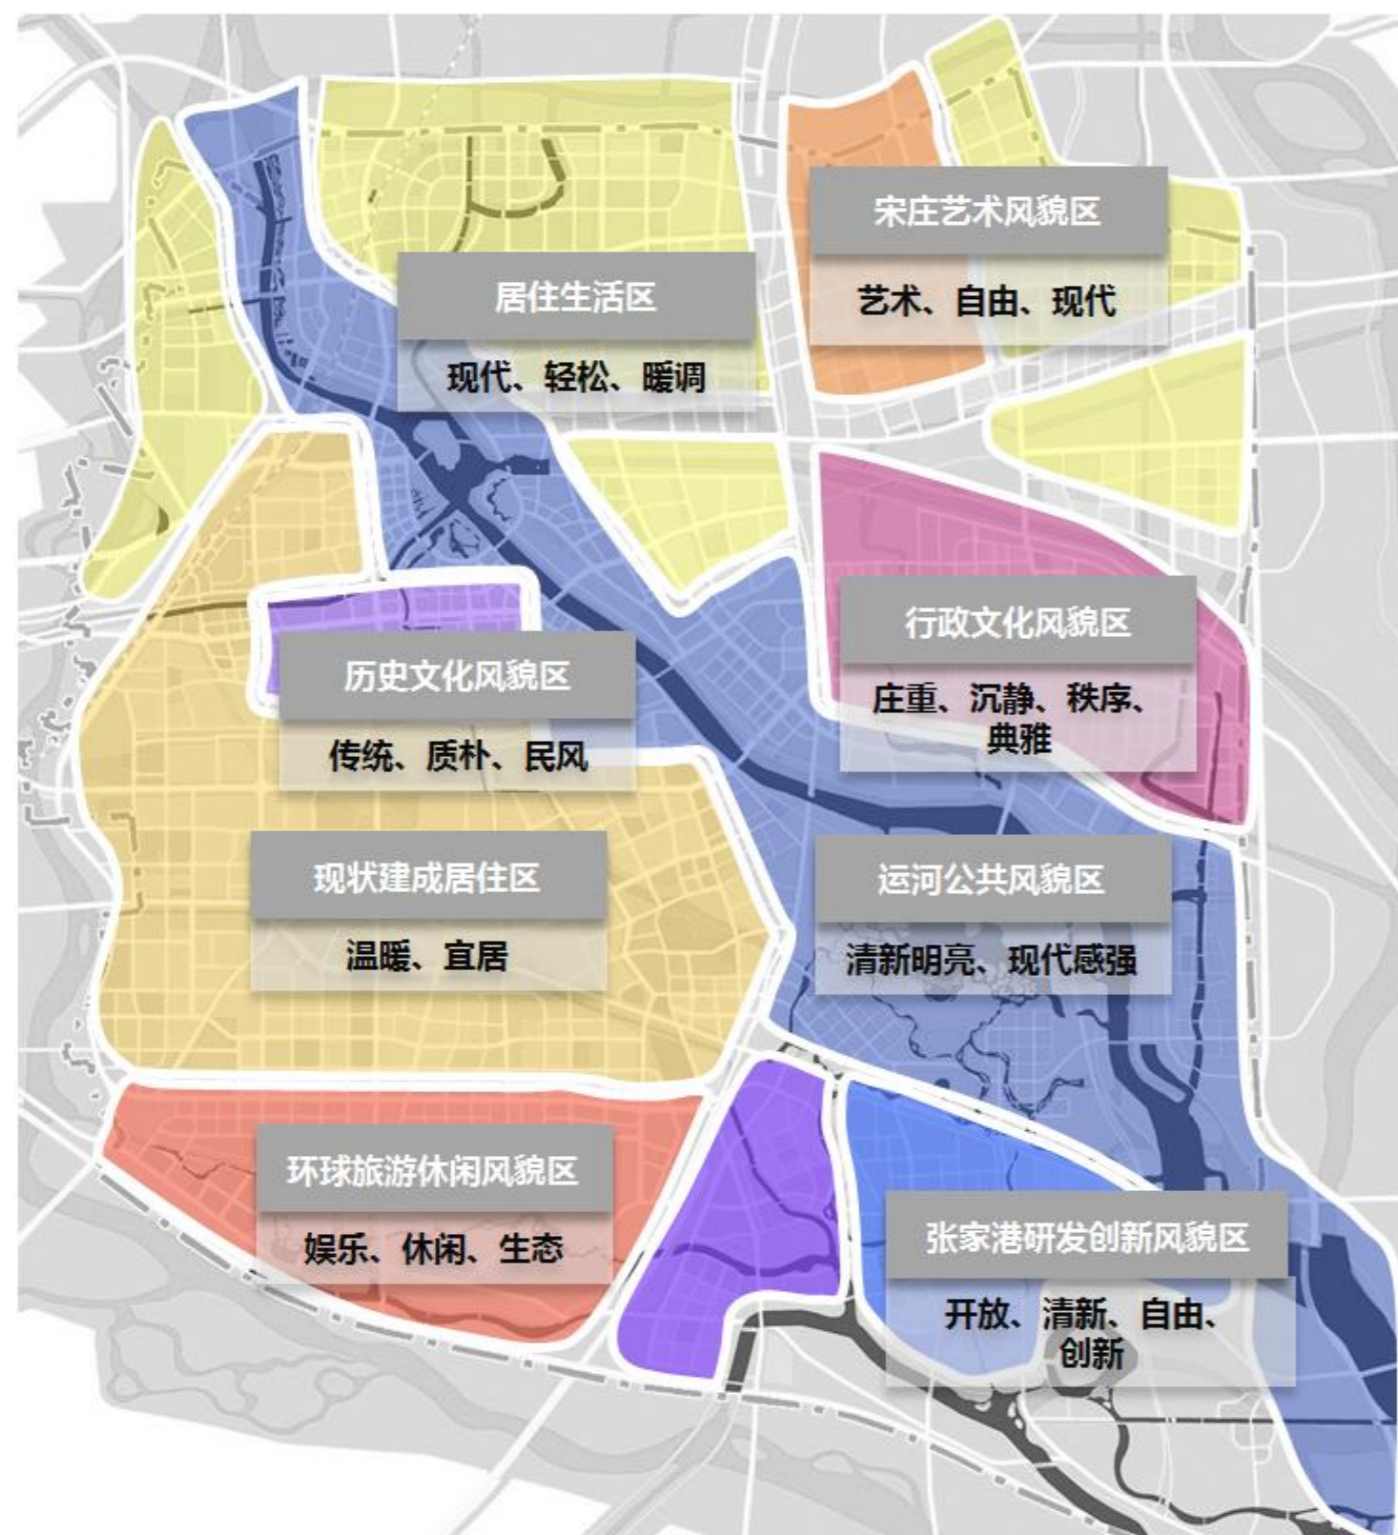 宋庄艺术风貌区
艺术、自由、现代
居住生活区
现代、轻松、暖调
行政文化风貌区
庄重、沉静、秩序、
典雅
历史文化风貌区
传统、质朴、民风
现状建成居住区
温暖、宜居
运河公共风貌区
清新明亮、现代感强
环球旅游休闲风貌区
娱乐、休闲、生态
张家港研发创新风貌区
开放、清新、自由、
创新